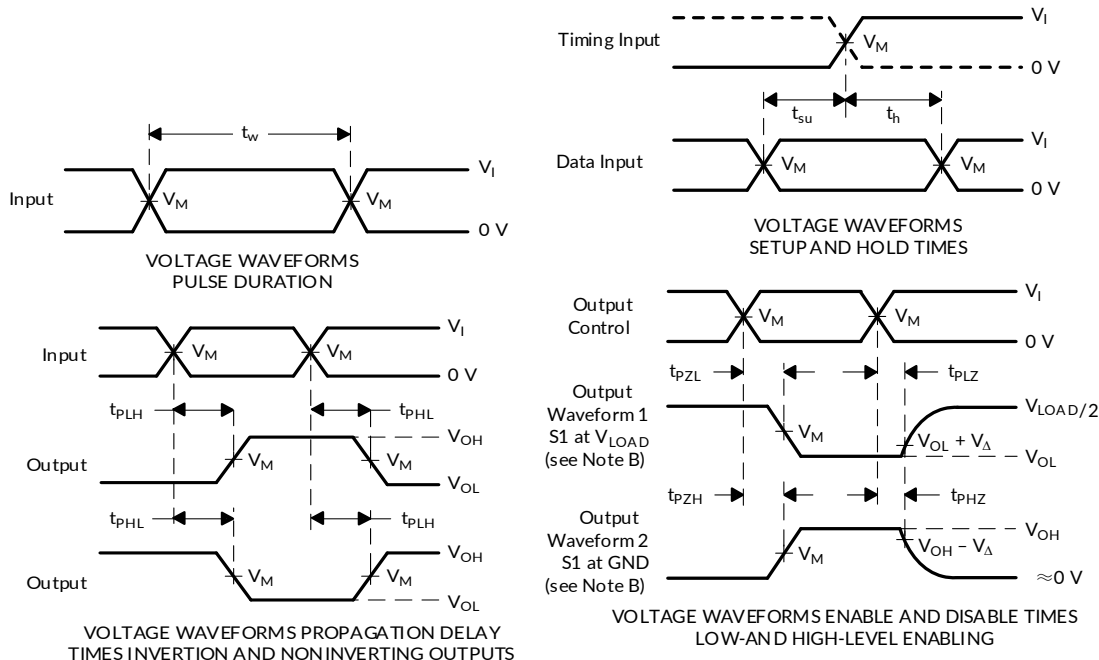 t_w
V_I
Input
V_M
V_M
0 V
VOLTAGE WAVEFORMS
PULSE DURATION
Timing Input
V_I
V_M
0 V
t_su
t_h
Data Input
V_I
V_M
V_M
0 V
VOLTAGE WAVEFORMS
SETUP AND HOLD TIMES
Input
V_I
V_M
V_M
0 V
t_PLH
t_PHL
Output
V_OH
V_M
V_M
V_OL
t_PHL
t_PLH
Output
V_OH
V_M
V_M
V_OL
VOLTAGE WAVEFORMS PROPAGATION DELAY
TIMES INVERTION AND NONINVERTING OUTPUTS
Output
Control
V_I
V_M
V_M
0 V
t_PZL
t_PLZ
Output
Waveform 1
S1 at V_LOAD
(see Note B)
V_LOAD/2
V_M
V_OL + V_Δ
V_OL
t_PZH
t_PHZ
Output
Waveform 2
S1 at GND
(see Note B)
V_OH
V_M
V_OH – V_Δ
≈0 V
VOLTAGE WAVEFORMS ENABLE AND DISABLE TIMES
LOW-AND HIGH-LEVEL ENABLING